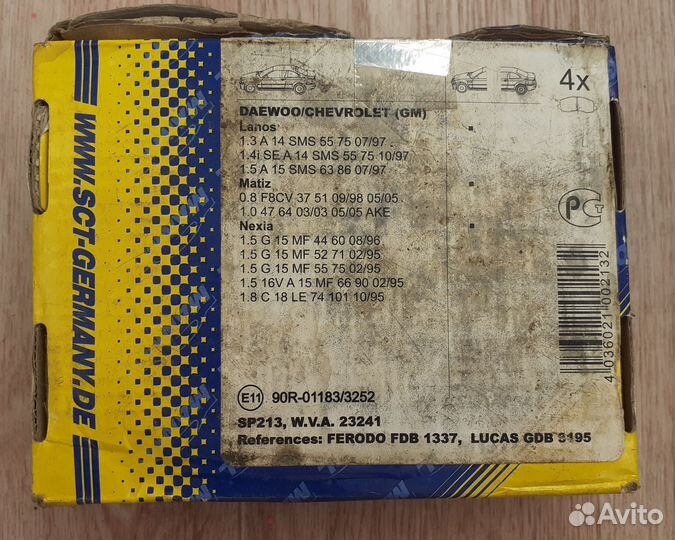 WWW.SCT-GERMANY.DE
4x
DAEWOO/CHEVROLET (GM)
Lanos
1.3 A 14 SMS 55 75 07/97
1.4i SE A 14 SMS 55 75 10/97
1.5 A 15 SMS 63 86 07/97
Matiz
0.8 F8CV 37 51 09/98 05/05
1.0 47 64 03/03 05/05 AKE
Nexia
1.5 G 15 MF 44 60 08/96
1.5 G 15 MF 52 71 02/95
1.5 G 15 MF 55 75 02/95
1.5 16V A 15 MF 66 90 02/95
1.8 C 18 LE 74 101 10/95
4 036021 002132
E11 90R-01183/3252
SP213, W.V.A. 23241
References: FERODO FDB 1337, LUCAS GDB
Avito